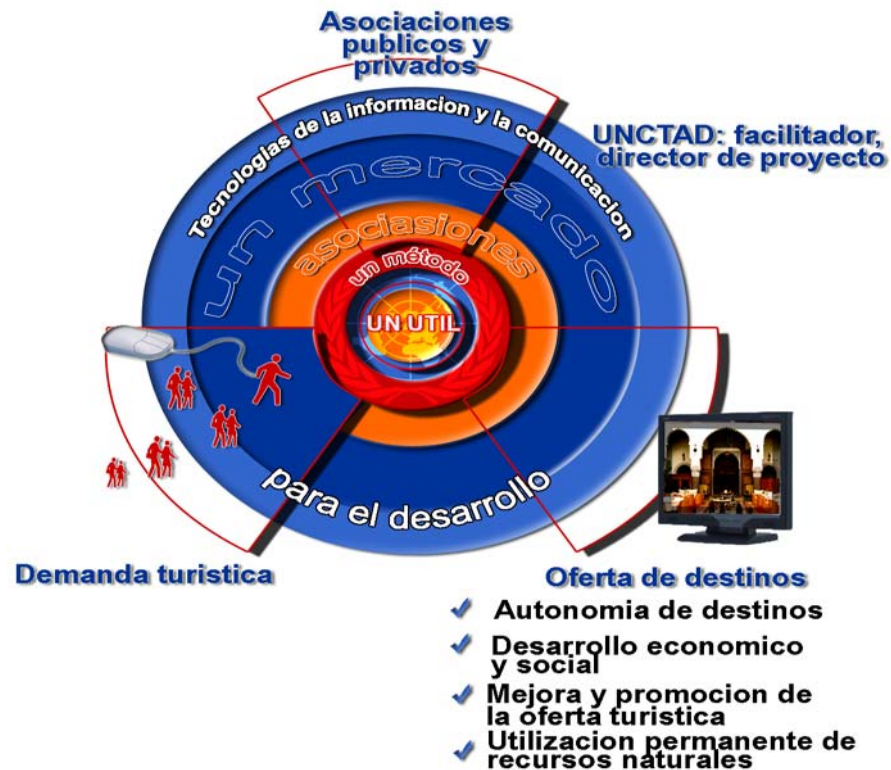 Asociaciones
publicos y
privados
Tecnologias de la informacion y la comunicacion
UNCTAD: facilitador,
director de proyecto
un mercado
asociasiones
un método
UN UTIL
para el desarrollo
Demanda turistica
Oferta de destinos
Autonomia de destinos
Desarrollo economico
y social
Mejora y promocion de
la oferta turistica
Utilizacion permanente de
recursos naturales